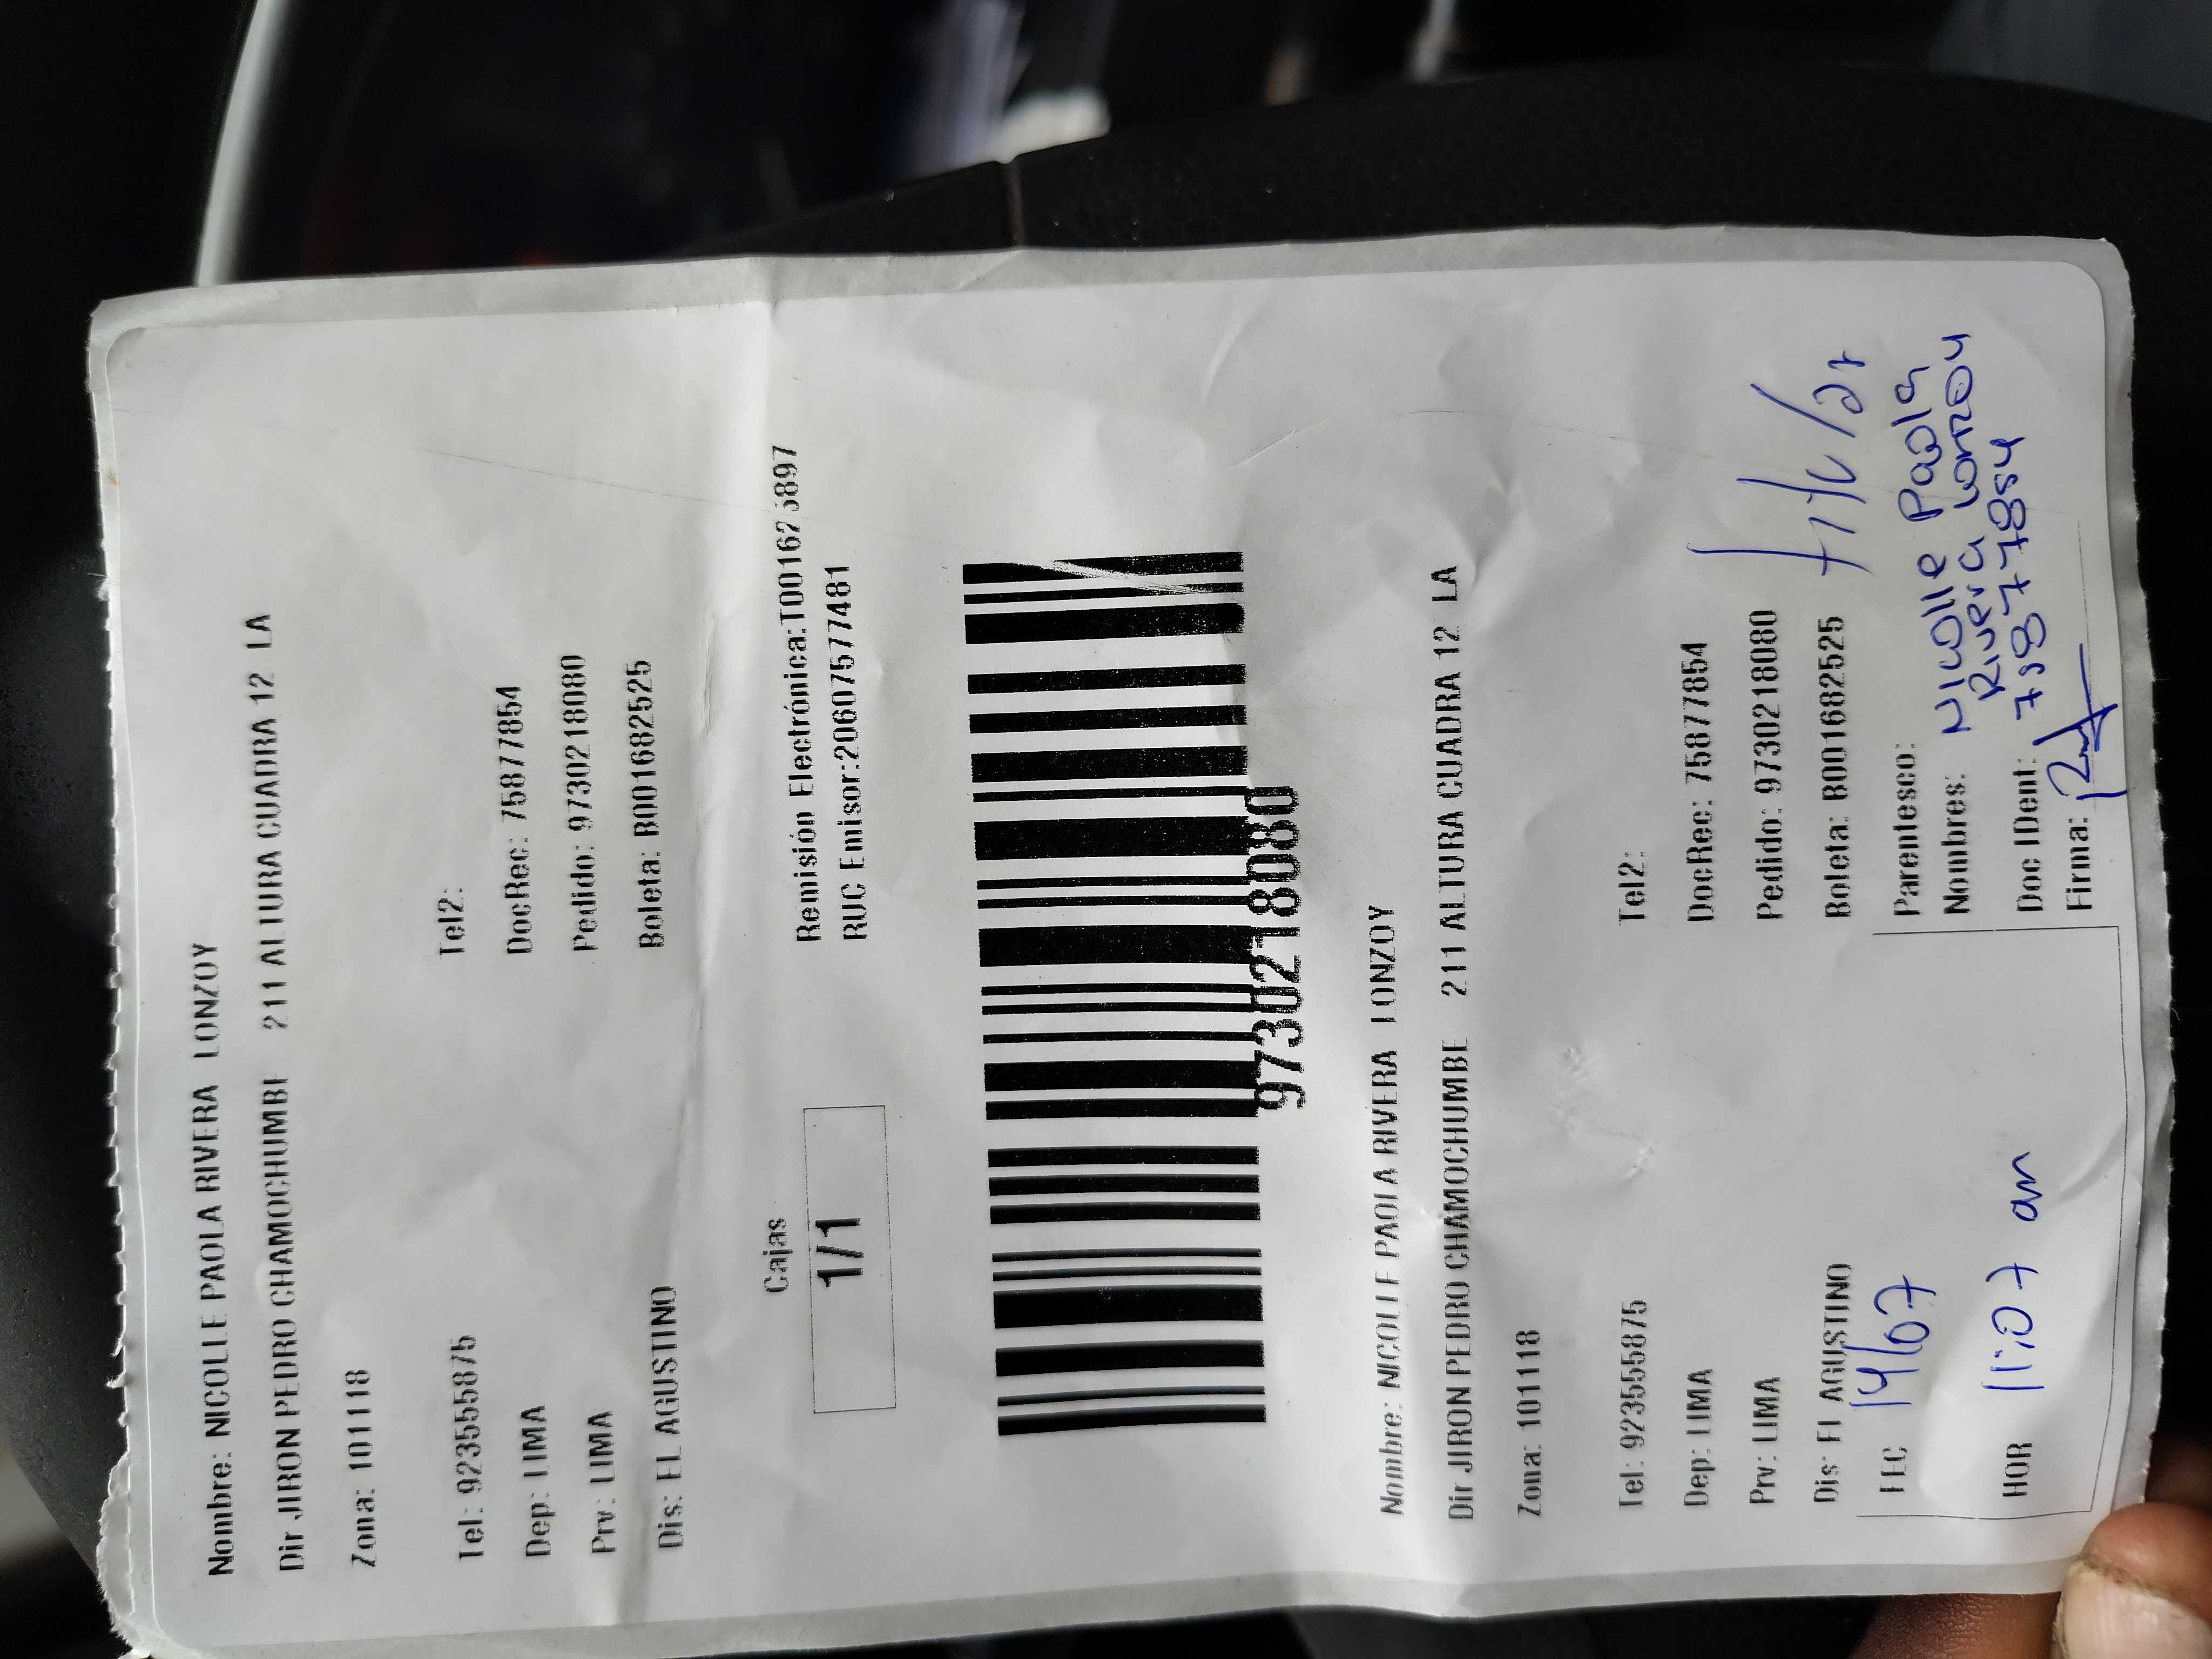 Nombre: NICOLLE PAOLA RIVERA LONZOY
Dir JIRON PEDRO CHAMOCHUMBE 211 ALTURA CUADRA 12 LA
Zona: 101118
Tel: 923555875 Tel2:
Dep: LIMA DocRec: 75877854
Prv: LIMA Pedido: 9730218080
Dis: EL AGUSTINO Boleta: B001682525
Cajas Remisión Electrónica:
1/1 RUC Emisor:20607577481
9730218080
Nombre: NICOLLE PAOLA RIVERA LONZOY
Dir JIRON PEDRO CHAMOCHUMBE 211 ALTURA CUADRA 12 LA
Zona: 101118
Tel: 923555875 Tel2:
Dep: LIMA DocRec: 75877854
Prv: LIMA Pedido: 9730218080
Dis: EL AGUSTINO Boleta: B001682525
FEC 14/07 Parentesco: Titular
Nombres: Nicolle Paola
Rivera Lonzoy
HOR 11:07 am Doc IDent: 75877854
Firma: